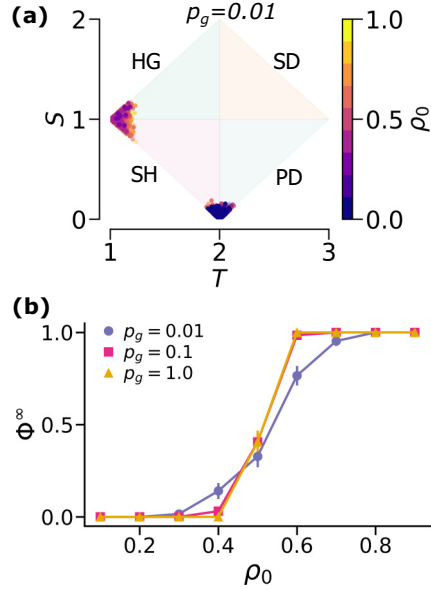 (a)
p_g=0.01
HG
SD
SH
PD
S
2
1
0
1
2
3
T
1.0
0.5
0.0
ρ_0
(b)
p_g = 0.01
p_g = 0.1
p_g = 1.0
Φ^∞
1.0
0.5
0.0
0.2
0.4
0.6
0.8
ρ_0